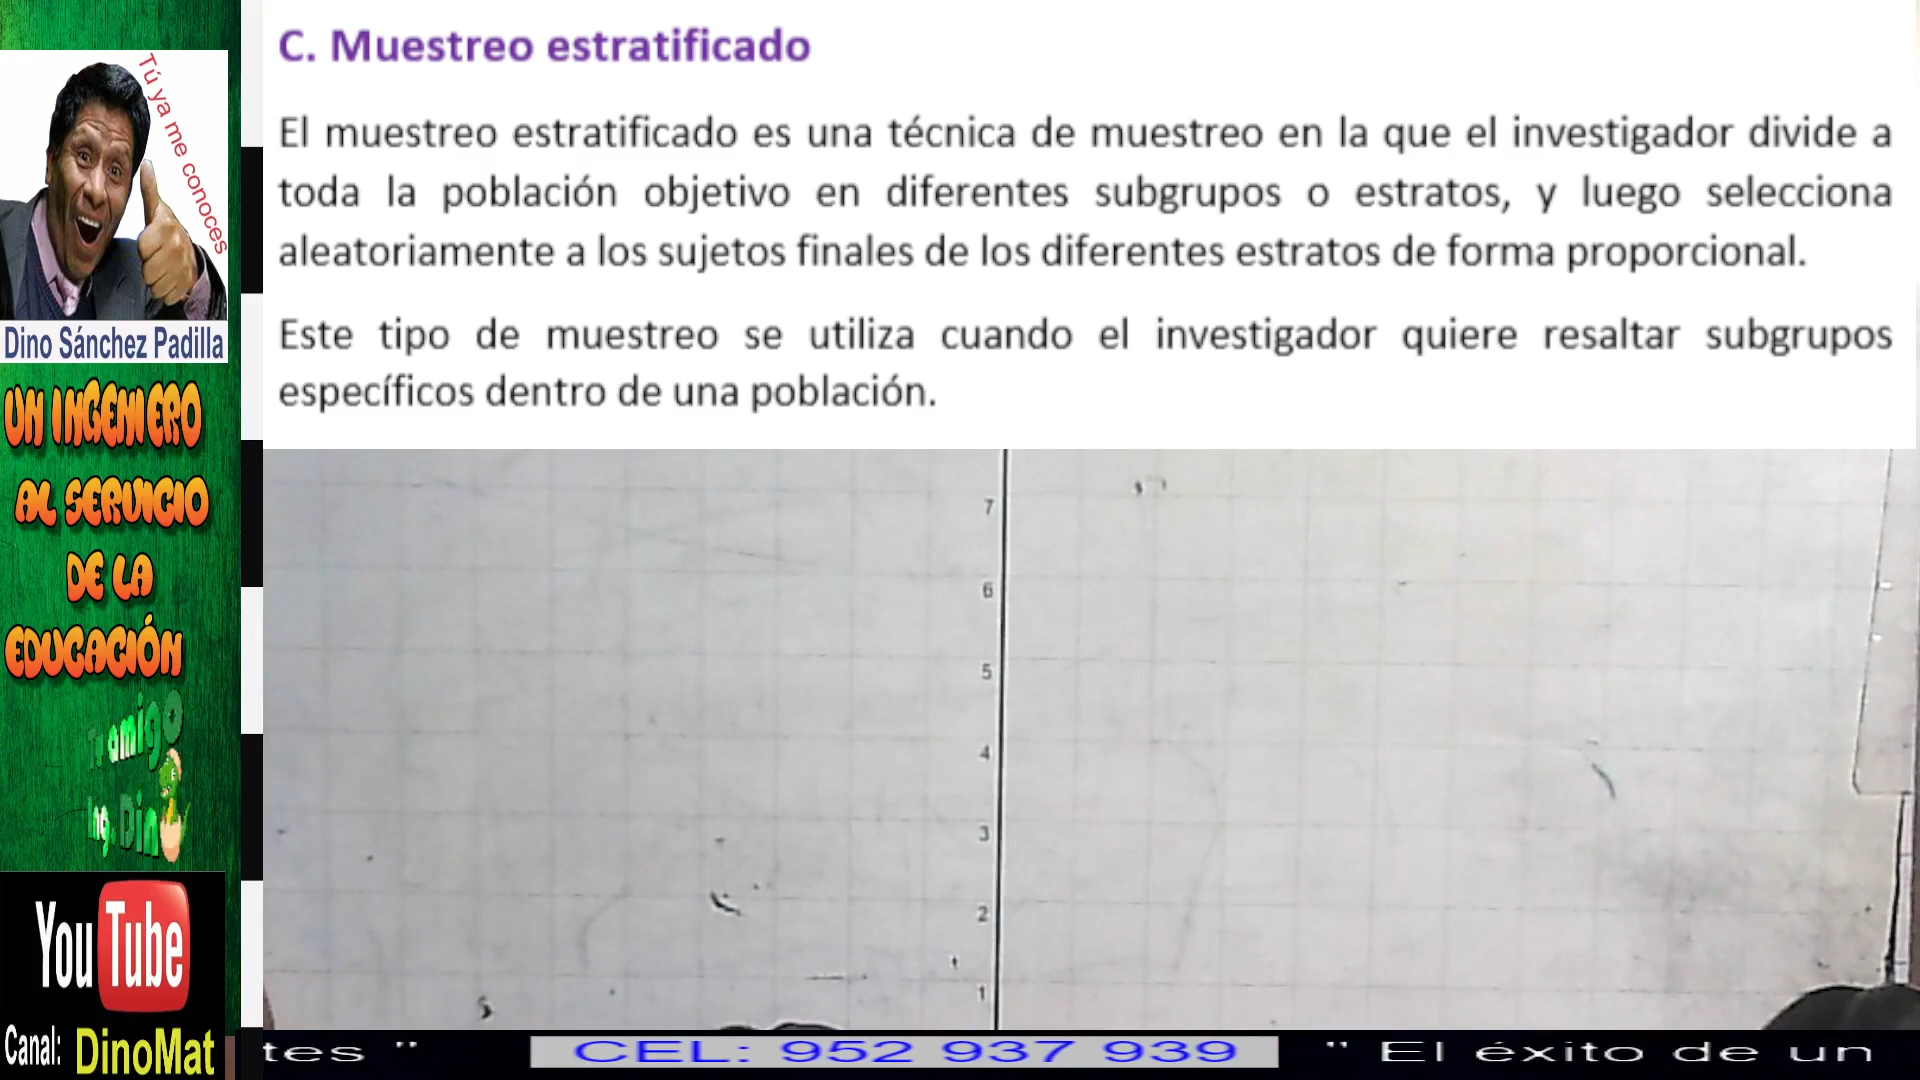 C. Muestreo estratificado
El muestreo estratificado es una técnica de muestreo en la que el investigador divide a
toda la población objetivo en diferentes subgrupos o estratos, y luego selecciona
aleatoriamente a los sujetos finales de los diferentes estratos de forma proporcional.
Este tipo de muestreo se utiliza cuando el investigador quiere resaltar subgrupos
específicos dentro de una población.
Tú ya me conoces
Dino Sánchez Padilla
UN INGENIERO
AL SERVICIO
DE LA
EDUCACIÓN
Tu amigo
Ing. Dino
YouTube
Canal: DinoMat
7
6
5
4
3
2
1
tes " CEL: 952 937 939 " El éxito de un